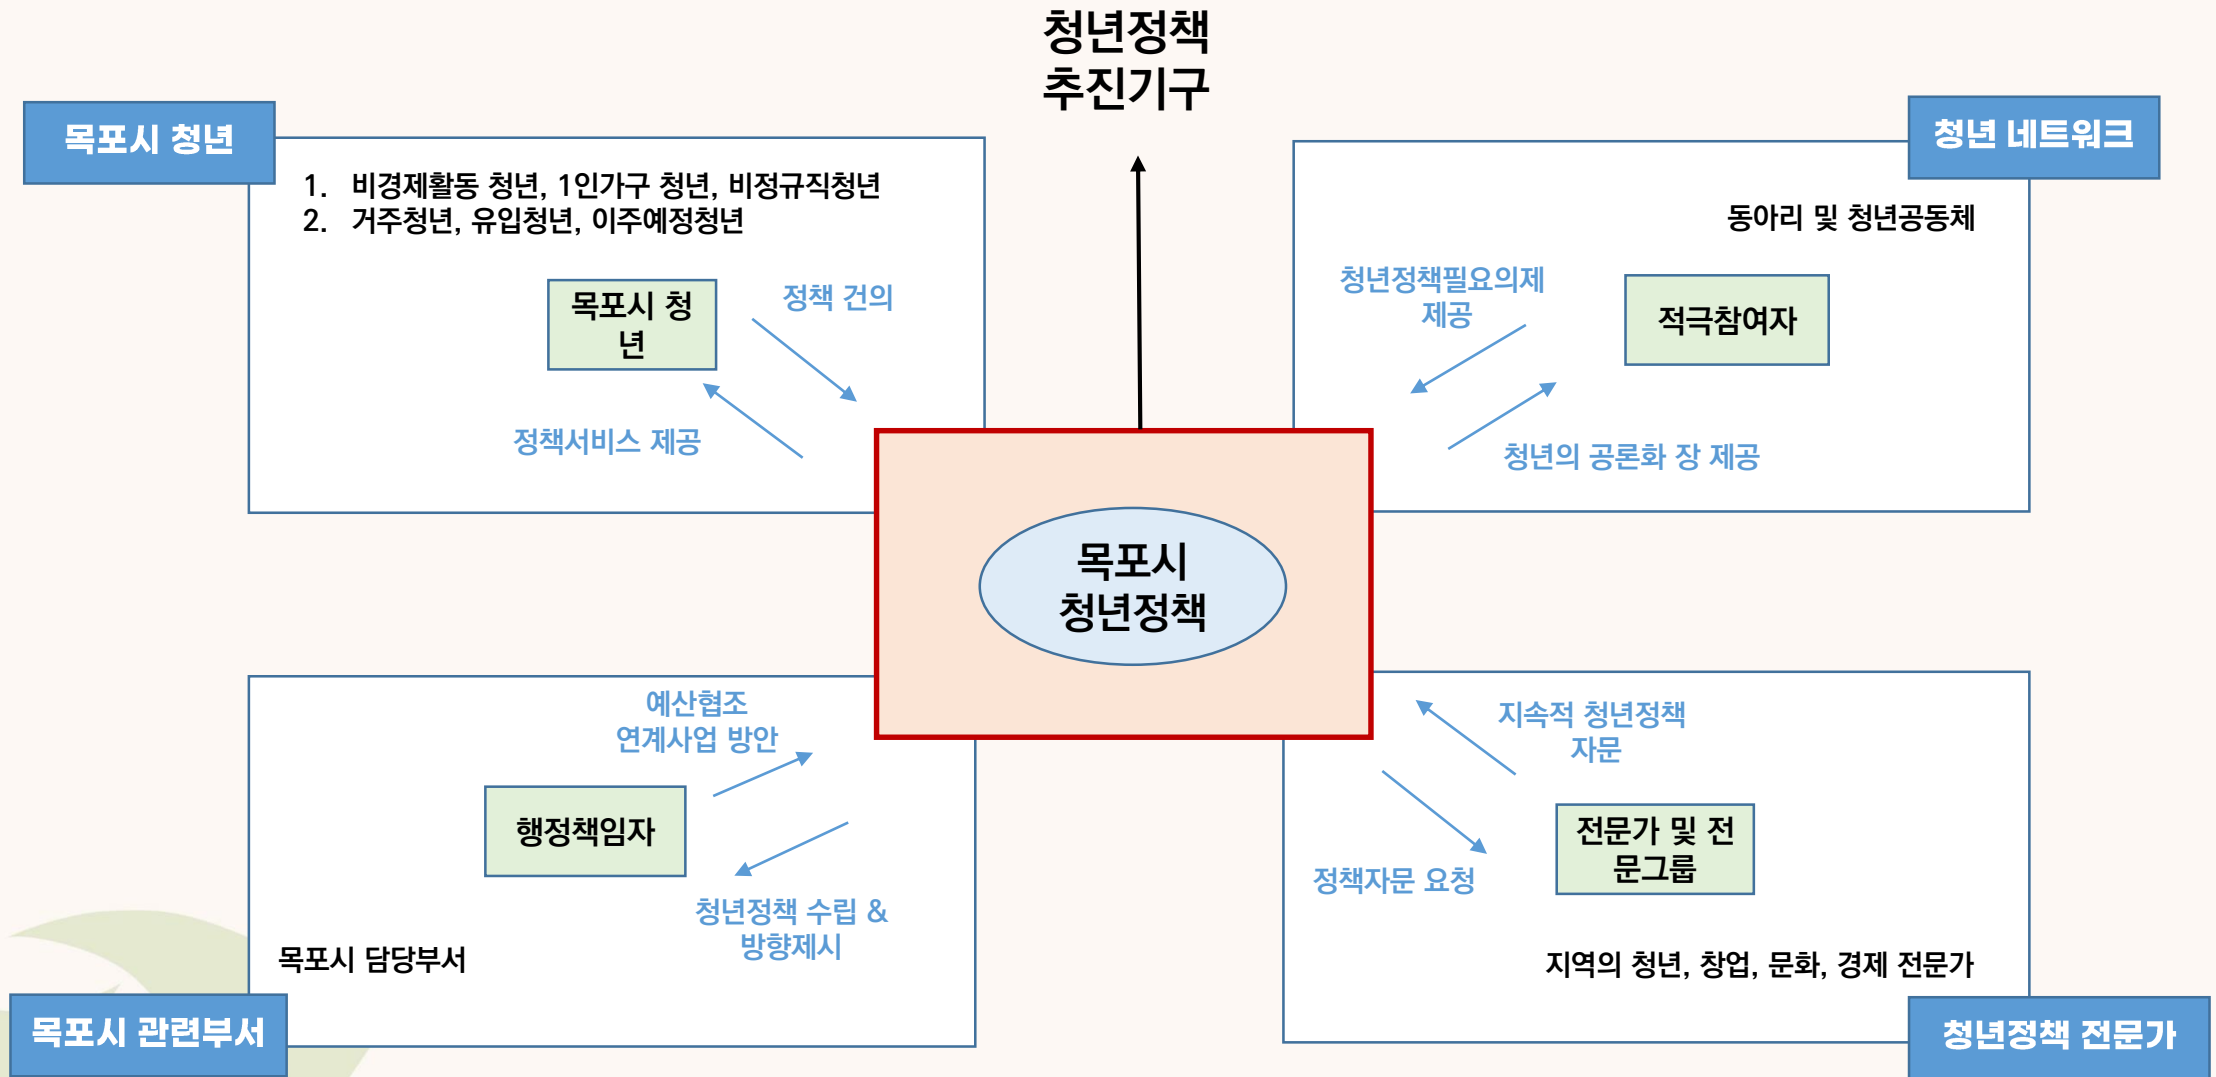 청년정책
추진기구
목포시 청년
1. 비경제활동 청년, 1인가구 청년, 비정규직청년
2. 거주청년, 유입청년, 이주예정청년
목포시 청
년
정책 건의
정책서비스 제공
청년 네트워크
동아리 및 청년공동체
청년정책필요의제
제공
적극참여자
청년의 공론화 장 제공
목포시
청년정책
예산협조
연계사업 방안
행정책임자
청년정책 수립 &
방향제시
목포시 담당부서
목포시 관련부서
지속적 청년정책
자문
정책자문 요청
전문가 및 전
문그룹
지역의 청년, 창업, 문화, 경제 전문가
청년정책 전문가